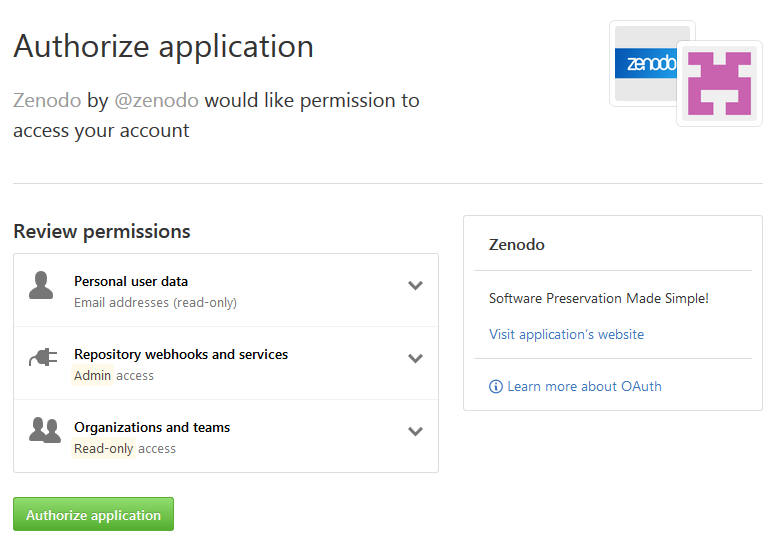 Authorize application
zenodo
Zenodo by @zenodo would like permission to
access your account
Review permissions
Personal user data
Email addresses (read-only)
Repository webhooks and services
Admin access
Organizations and teams
Read-only access
Authorize application
Zenodo
Software Preservation Made Simple!
Visit application's website
Learn more about OAuth